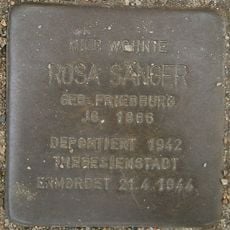 HIER WOHNTE
ROSA SÄNGER
GEB. FRIEDBURG
JG. 1866
DEPORTIERT 1942
THERESIENSTADT
ERMORDET 21.4.1944